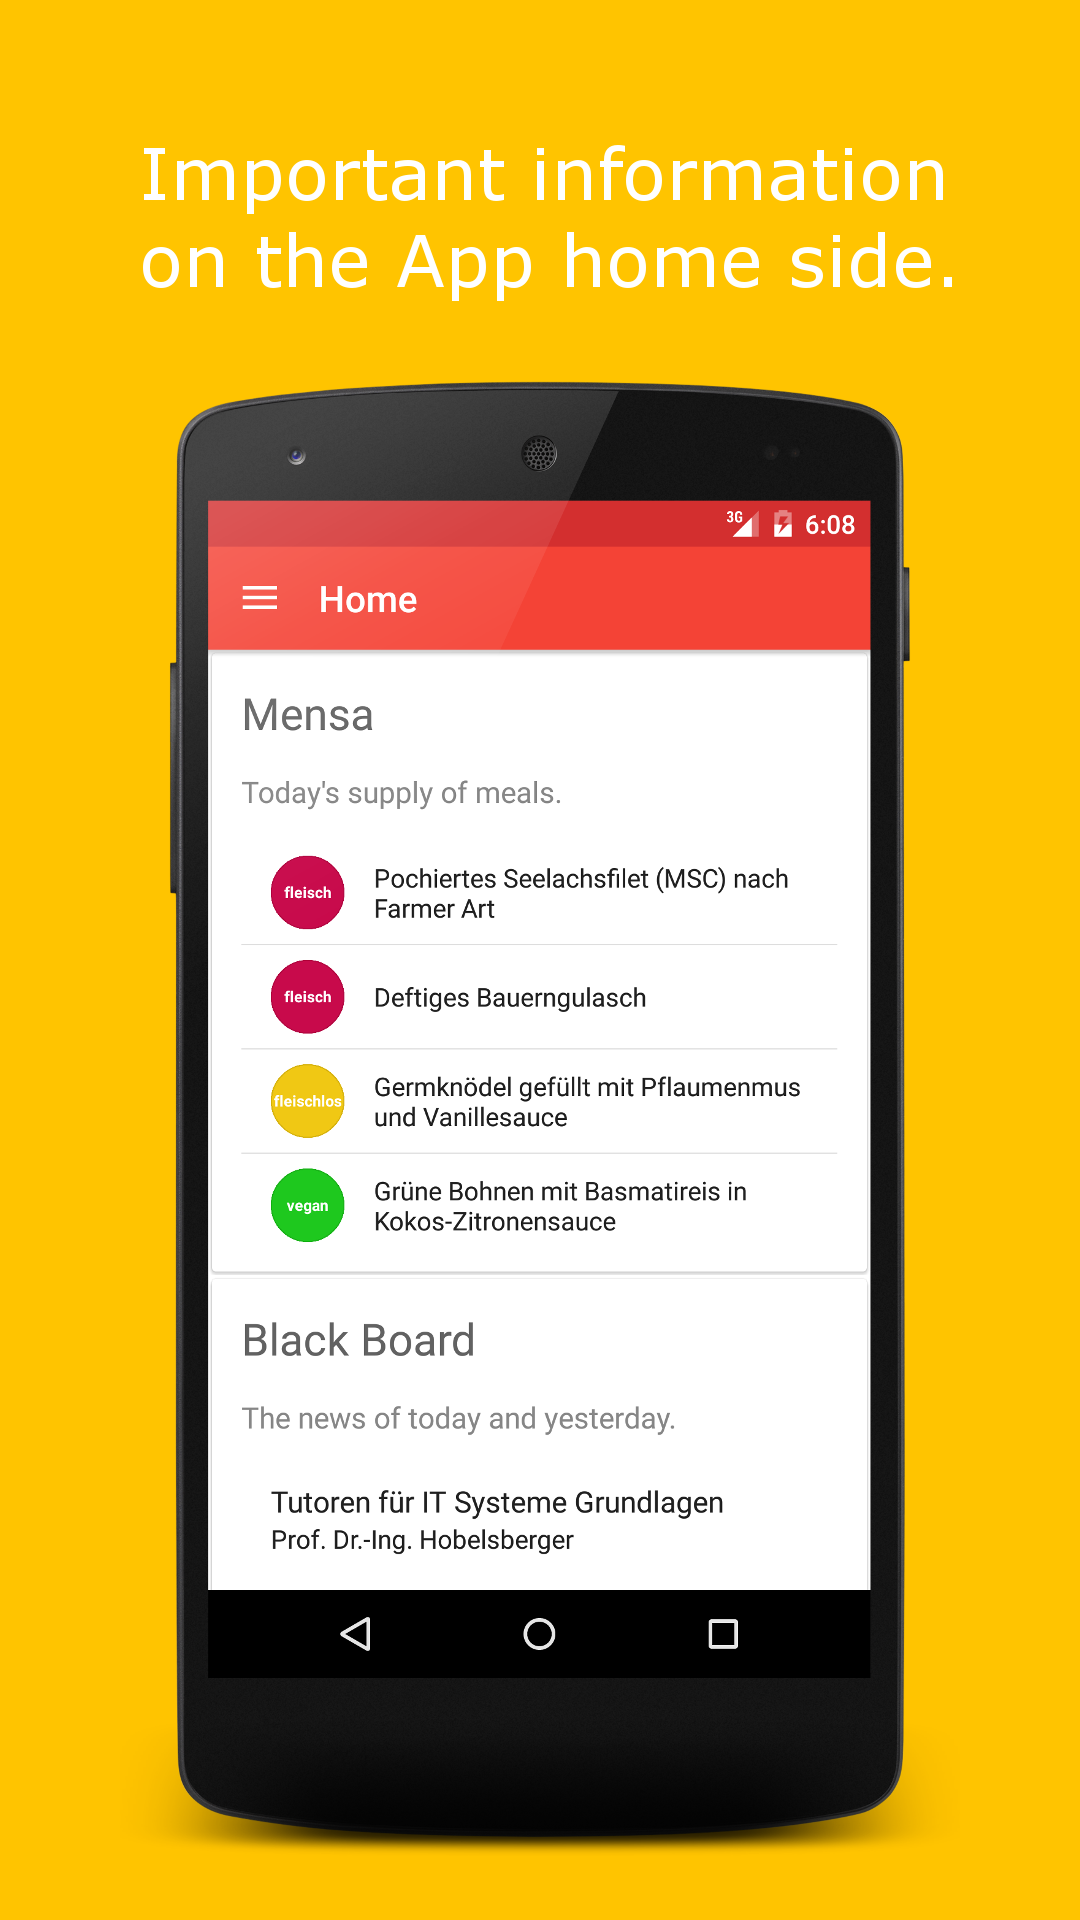 Important information
on the App home side.
3G 6:08
Home
Mensa
Today's supply of meals.
fleisch
Pochiertes Seelachsfilet (MSC) nach
Farmer Art
fleisch
Deftiges Bauerngulasch
fleischlos
Germknödel gefüllt mit Pflaumenmus
und Vanillesauce
vegan
Grüne Bohnen mit Basmatireis in
Kokos-Zitronensauce
Black Board
The news of today and yesterday.
Tutoren für IT Systeme Grundlagen
Prof. Dr.-Ing. Hobelsberger